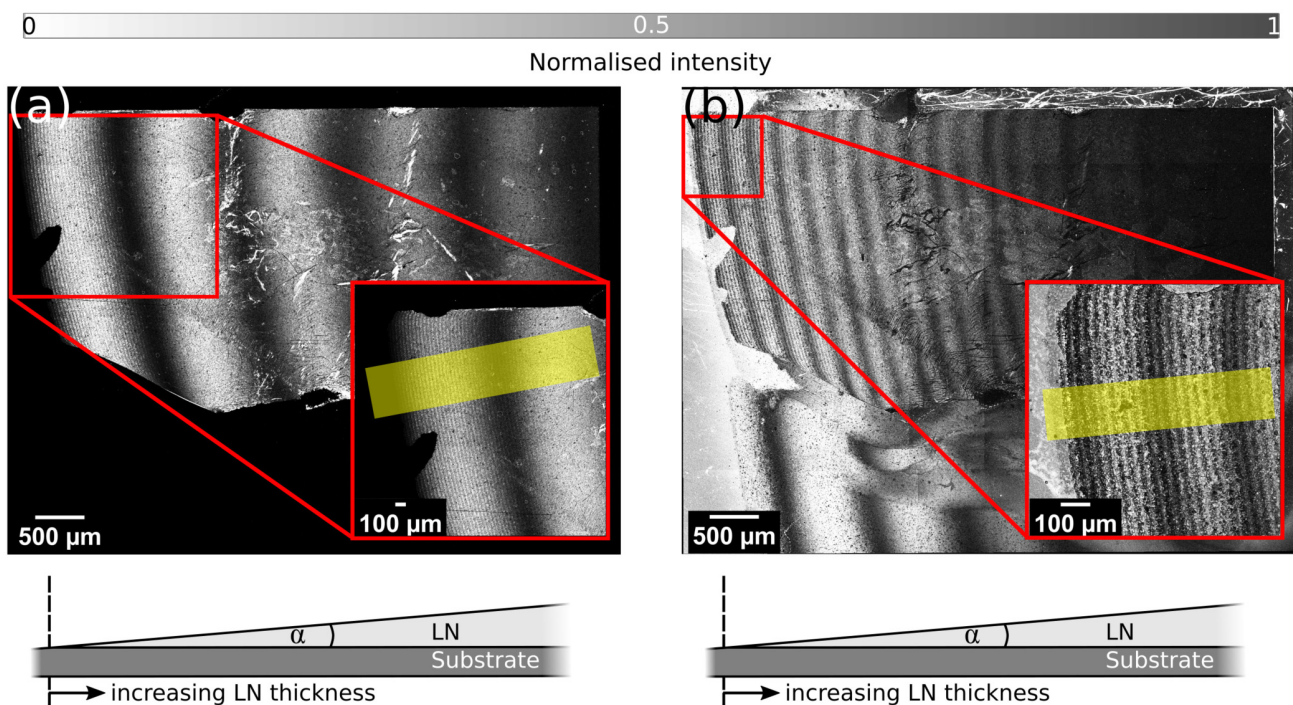 0 0.5 1
Normalised intensity
(a) (b)
100 μm 100 μm
500 μm 500 μm
α LN α LN
Substrate Substrate
increasing LN thickness increasing LN thickness